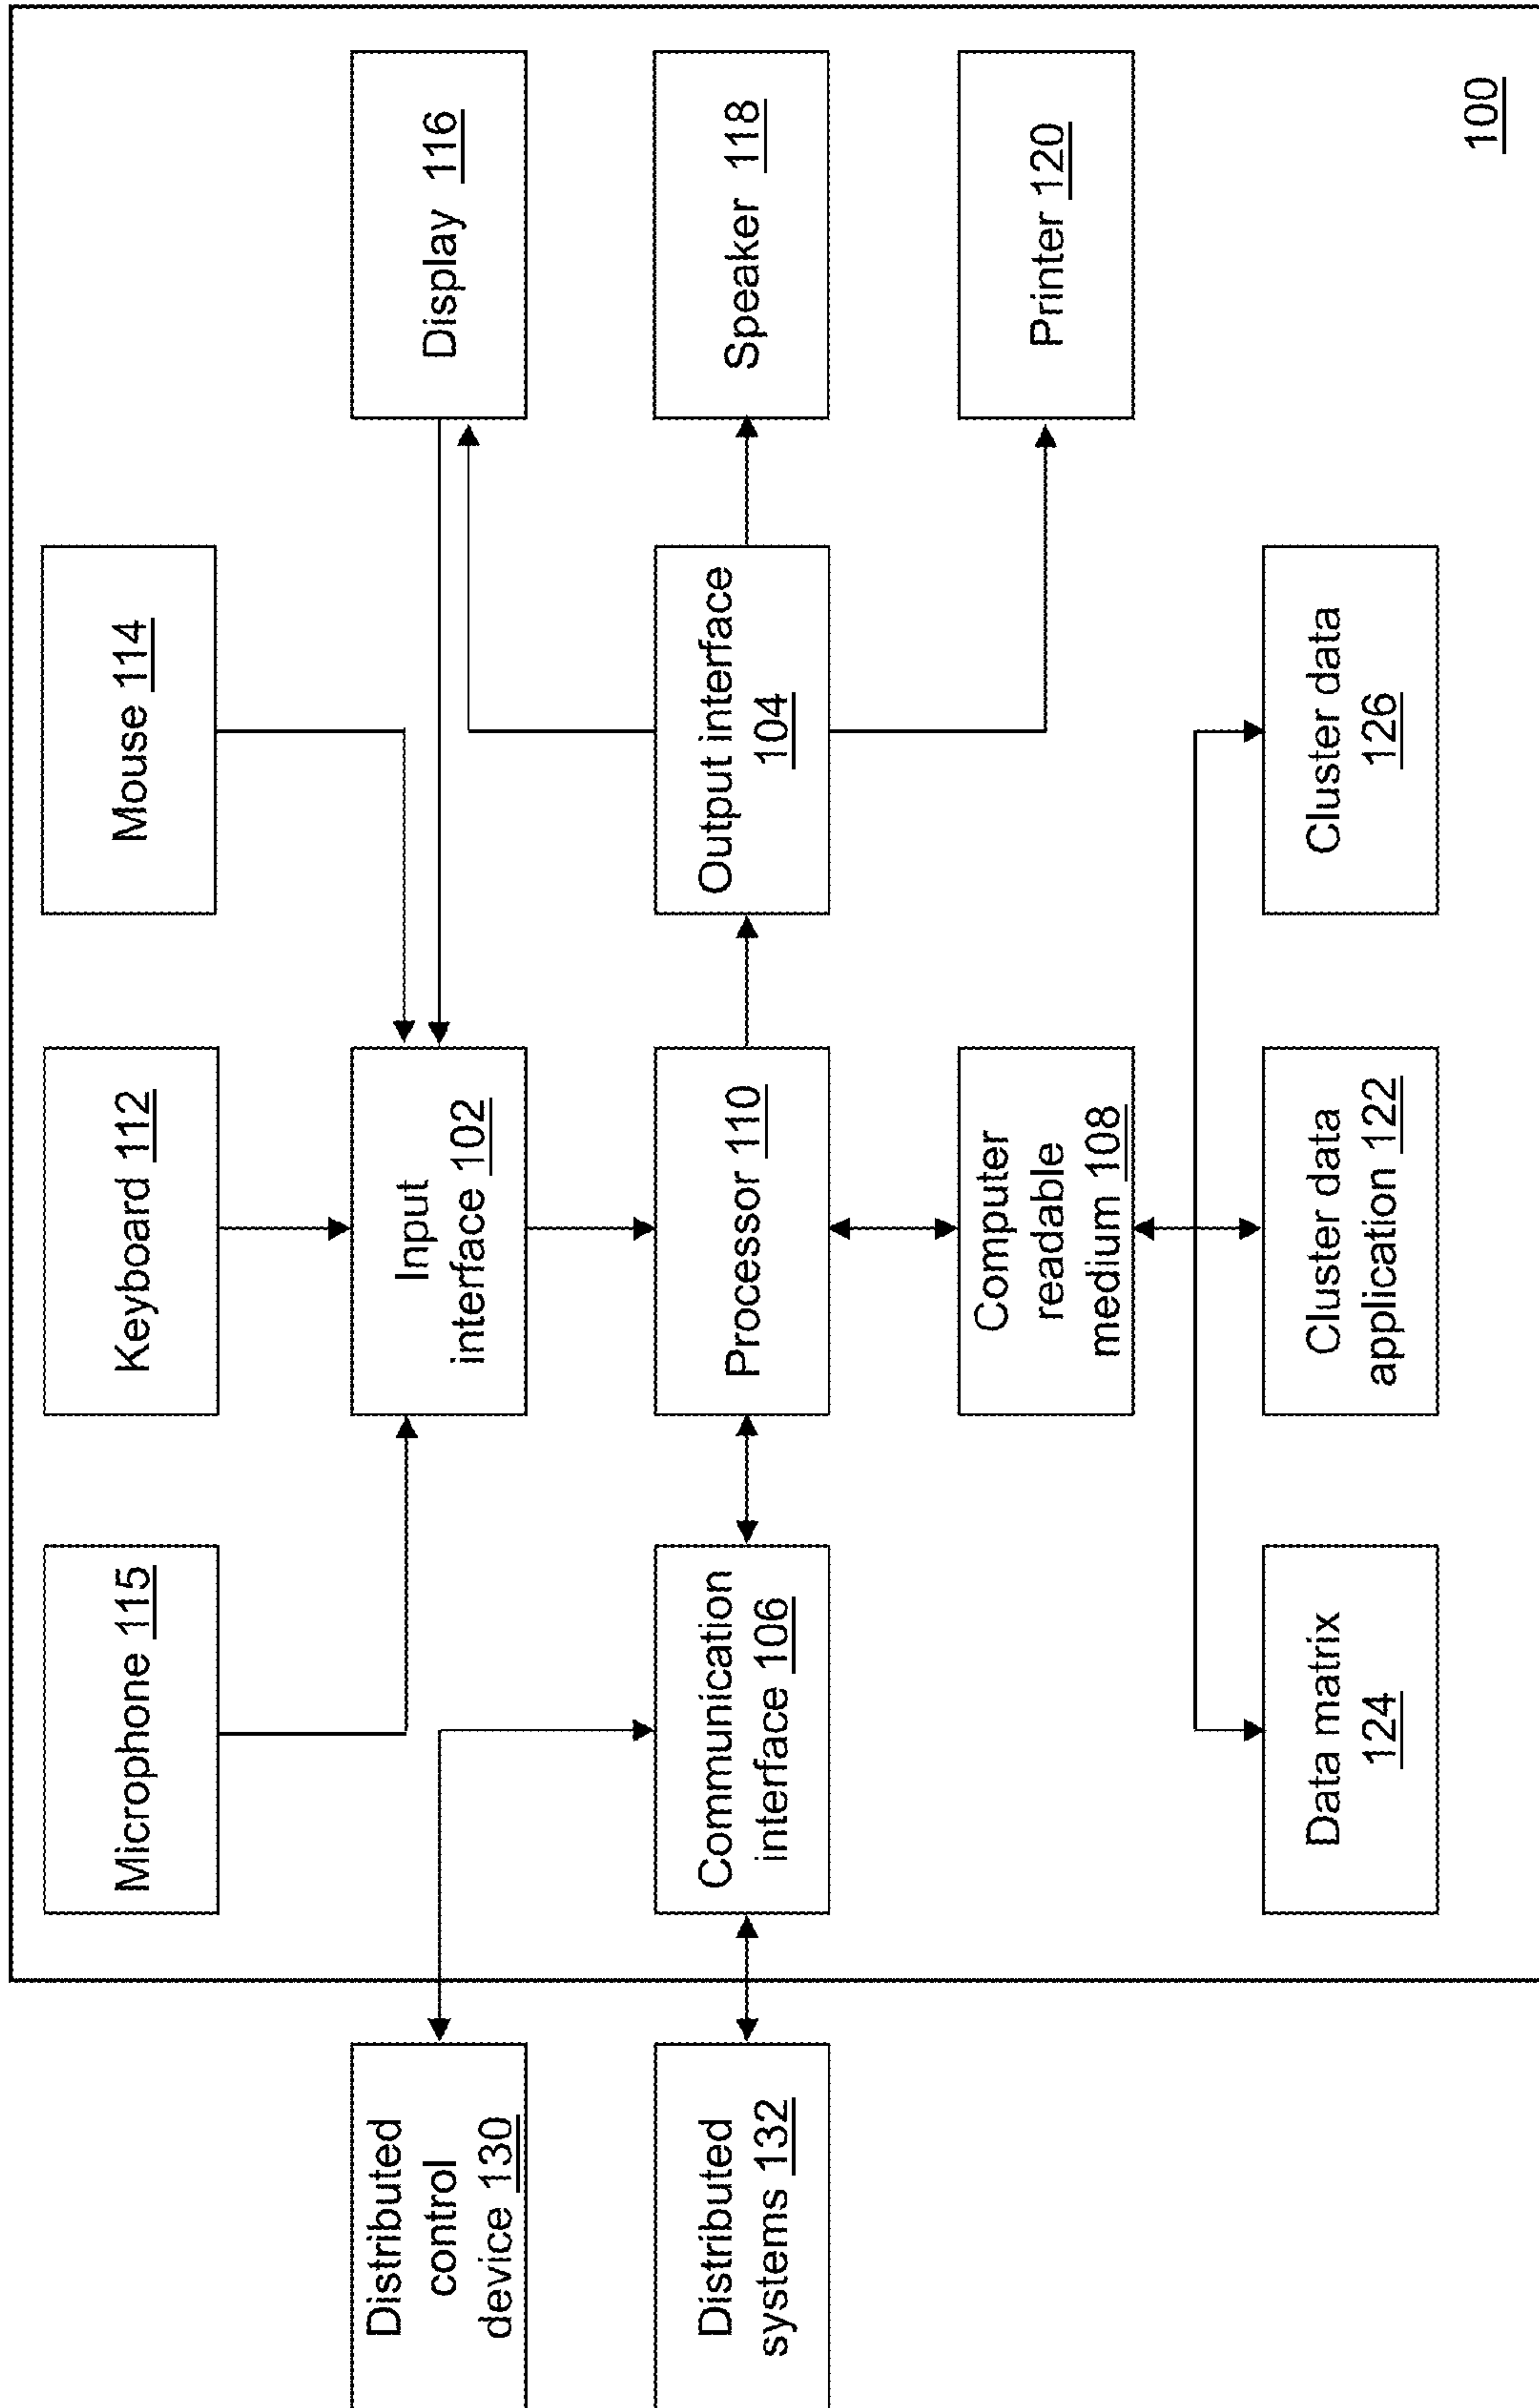 Microphone 115
Keyboard 112
Mouse 114
Distributed
control
device 130
Input
interface 102
Display 116
Distributed
systems 132
Communication
interface 106
Processor 110
Output interface
104
Speaker 118
Computer
readable
medium 108
Printer 120
Data matrix
124
Cluster data
application 122
Cluster data
126
100